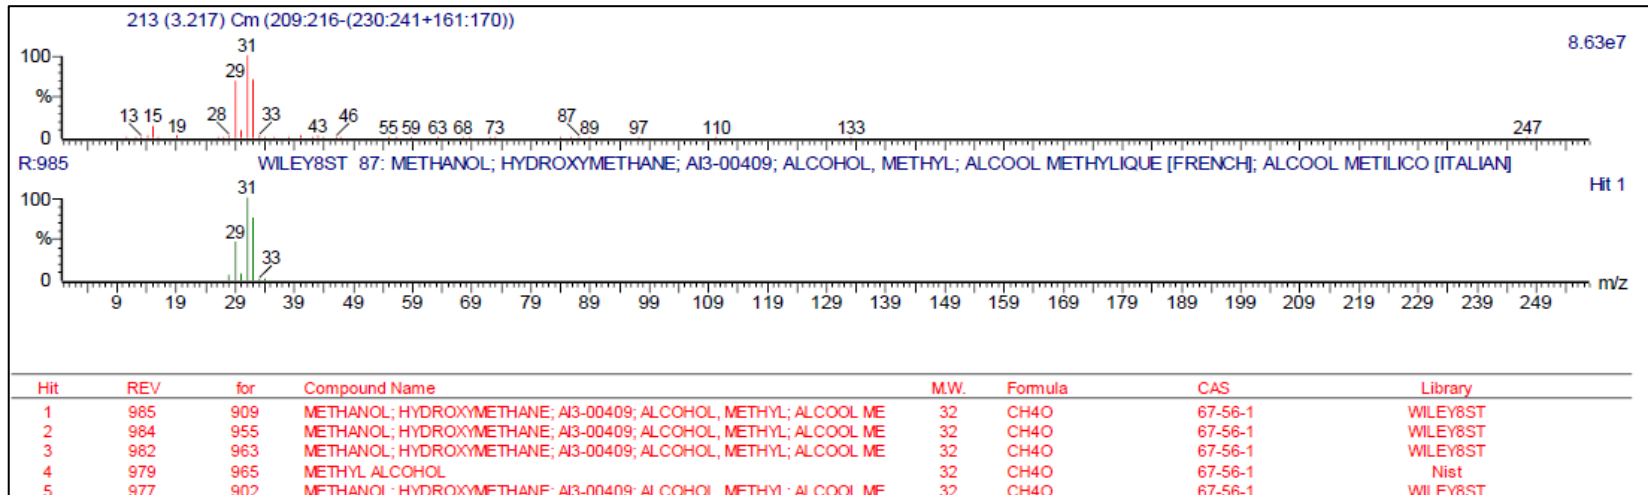 213 (3.217) Cm (209:216-(230:241+161:170))
8.63e7
100
%
0
13 15 19 28 29 31 33 43 46 55 59 63 68 73 87 89 97 110 133 247
R:985 WILEY8ST 87: METHANOL; HYDROXYMETHANE; AI3-00409; ALCOHOL, METHYL; ALCOOL METHYLIQUE [FRENCH]; ALCOOL METILICO [ITALIAN]
Hit 1
100
%
0
29 31 33
m/z
9 19 29 39 49 59 69 79 89 99 109 119 129 139 149 159 169 179 189 199 209 219 229 239 249
Hit REV for Compound Name M.W. Formula CAS Library
1 985 909 METHANOL; HYDROXYMETHANE; AI3-00409; ALCOHOL, METHYL; ALCOOL ME 32 CH4O 67-56-1 WILEY8ST
2 984 955 METHANOL; HYDROXYMETHANE; AI3-00409; ALCOHOL, METHYL; ALCOOL ME 32 CH4O 67-56-1 WILEY8ST
3 982 963 METHANOL; HYDROXYMETHANE; AI3-00409; ALCOHOL, METHYL; ALCOOL ME 32 CH4O 67-56-1 WILEY8ST
4 979 965 METHYL ALCOHOL 32 CH4O 67-56-1 Nist
5 977 902 METHANOL; HYDROXYMETHANE; AI3-00409; ALCOHOL, METHYL; ALCOOL ME 32 CH4O 67-56-1 WILEY8ST